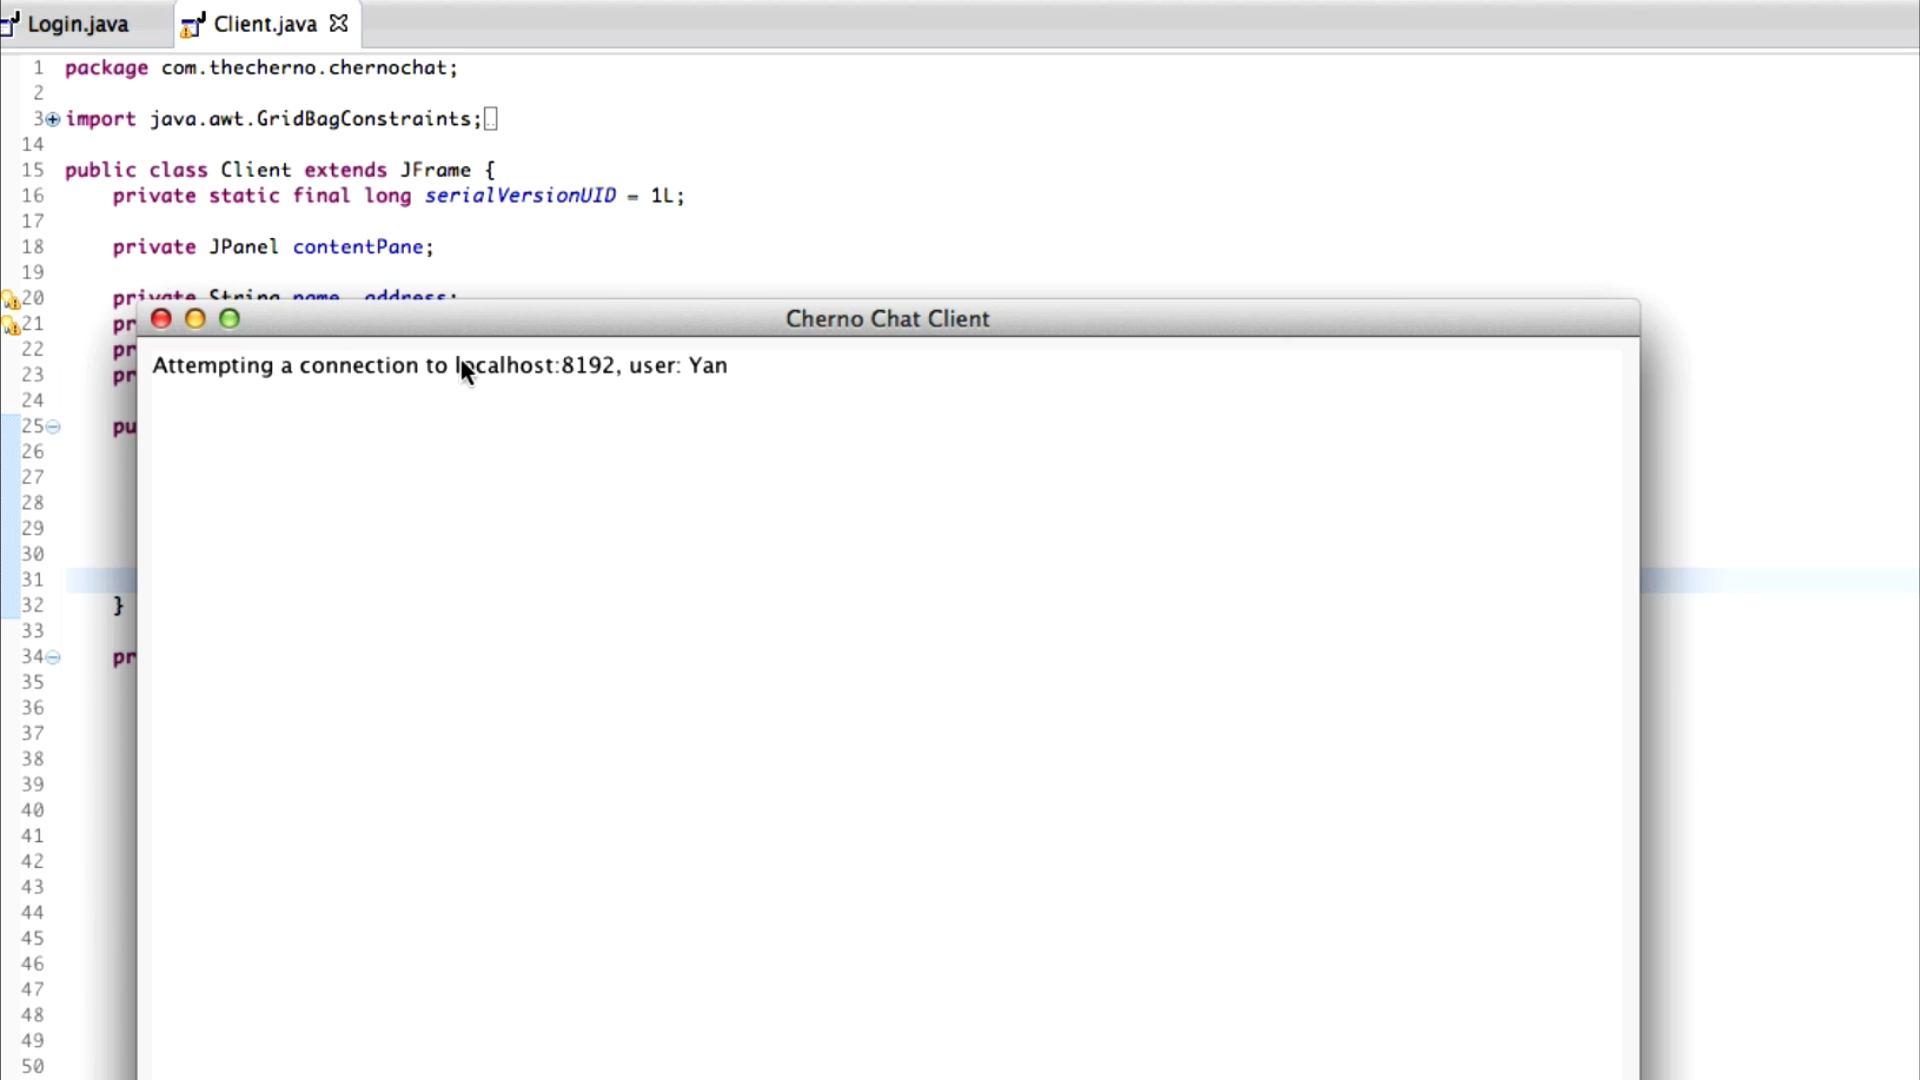 Login.java
Client.java
1 package com.thecherno.chernochat;
2
3 import java.awt.GridBagConstraints;
14
15 public class Client extends JFrame {
16 private static final long serialVersionUID = 1L;
17
18 private JPanel contentPane;
19
20 private String name, address;
21 pr
22 pr
23 pr
24
25 pu
26
27
28
29
30
31
32 }
33
34 pr
35
36
37
38
39
40
41
42
43
44
45
46
47
48
49
50
Cherno Chat Client
Attempting a connection to localhost:8192, user: Yan